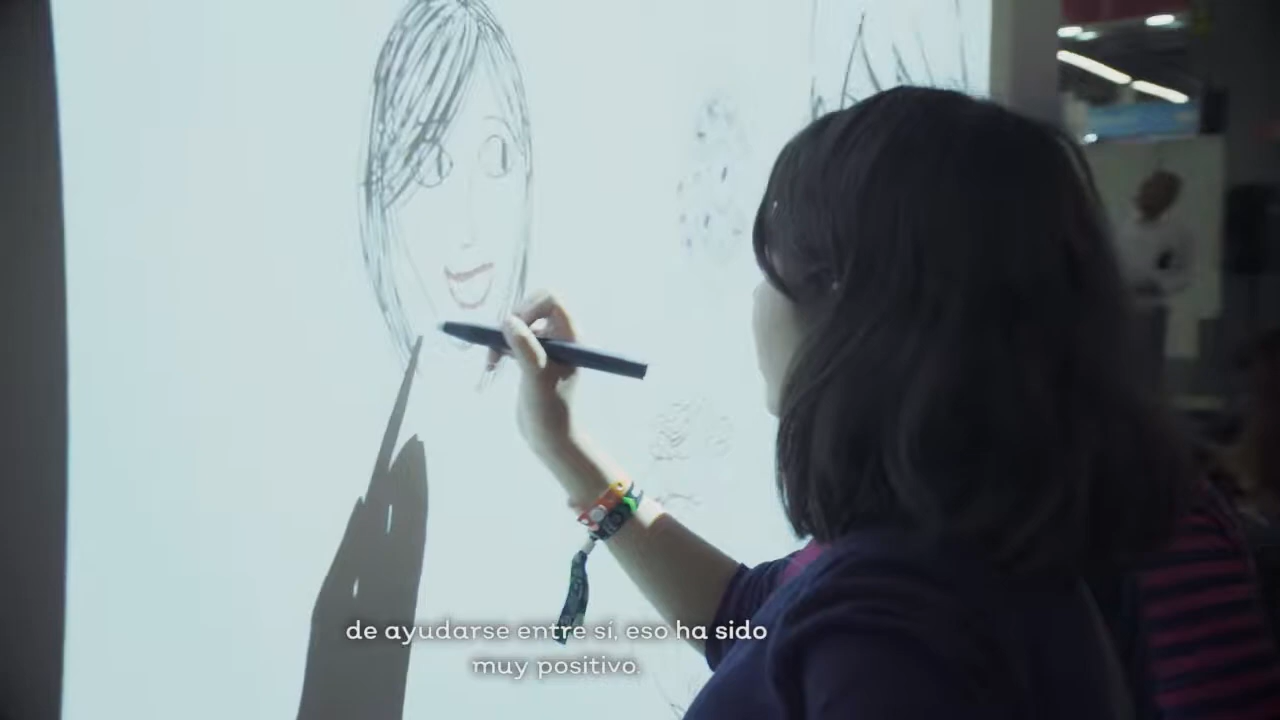 de ayudarse entre sí, eso ha sido
muy positivo.